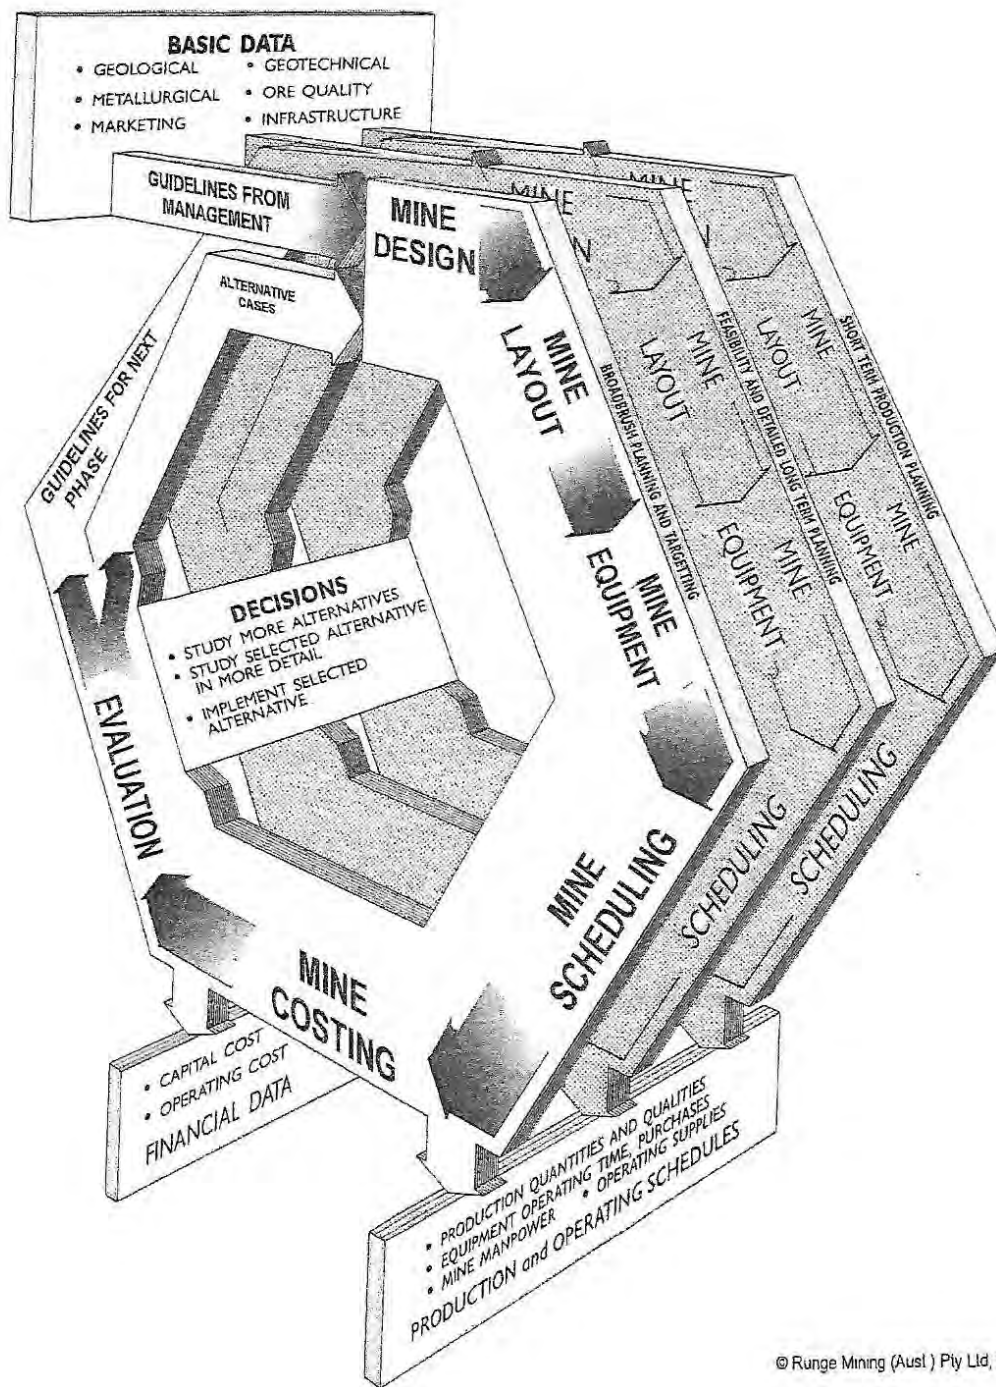 BASIC DATA
• GEOLOGICAL
• METALLURGICAL
• MARKETING
• GEOTECHNICAL
• ORE QUALITY
• INFRASTRUCTURE
GUIDELINES FROM
MANAGEMENT
ALTERNATIVE
CASES
GUIDELINES FOR NEXT
PHASE
MINE
DESIGN
MINE
LAYOUT
MINE
EQUIPMENT
MINE
SCHEDULING
MINE
COSTING
EVALUATION
DECISIONS
• STUDY MORE ALTERNATIVES
• STUDY SELECTED ALTERNATIVE
IN MORE DETAIL
• IMPLEMENT SELECTED
ALTERNATIVE
BROADBRUSH PLANNING AND TARGETTING
MINE
N
MINE
LAYOUT
MINE
EQUIPMENT
SCHEDULING
FEASIBILITY AND DETAILED LONG TERM PLANNING
MINE
N
MINE
LAYOUT
MINE
EQUIPMENT
SCHEDULING
SHORT TERM PRODUCTION PLANNING
• CAPITAL COST
• OPERATING COST
FINANCIAL DATA
• PRODUCTION QUANTITIES AND QUALITIES
• EQUIPMENT OPERATING TIME, PURCHASES
• MINE MANPOWER • OPERATING SUPPLIES
PRODUCTION and OPERATING SCHEDULES
© Runge Mining (Aust ) Pty Ltd,